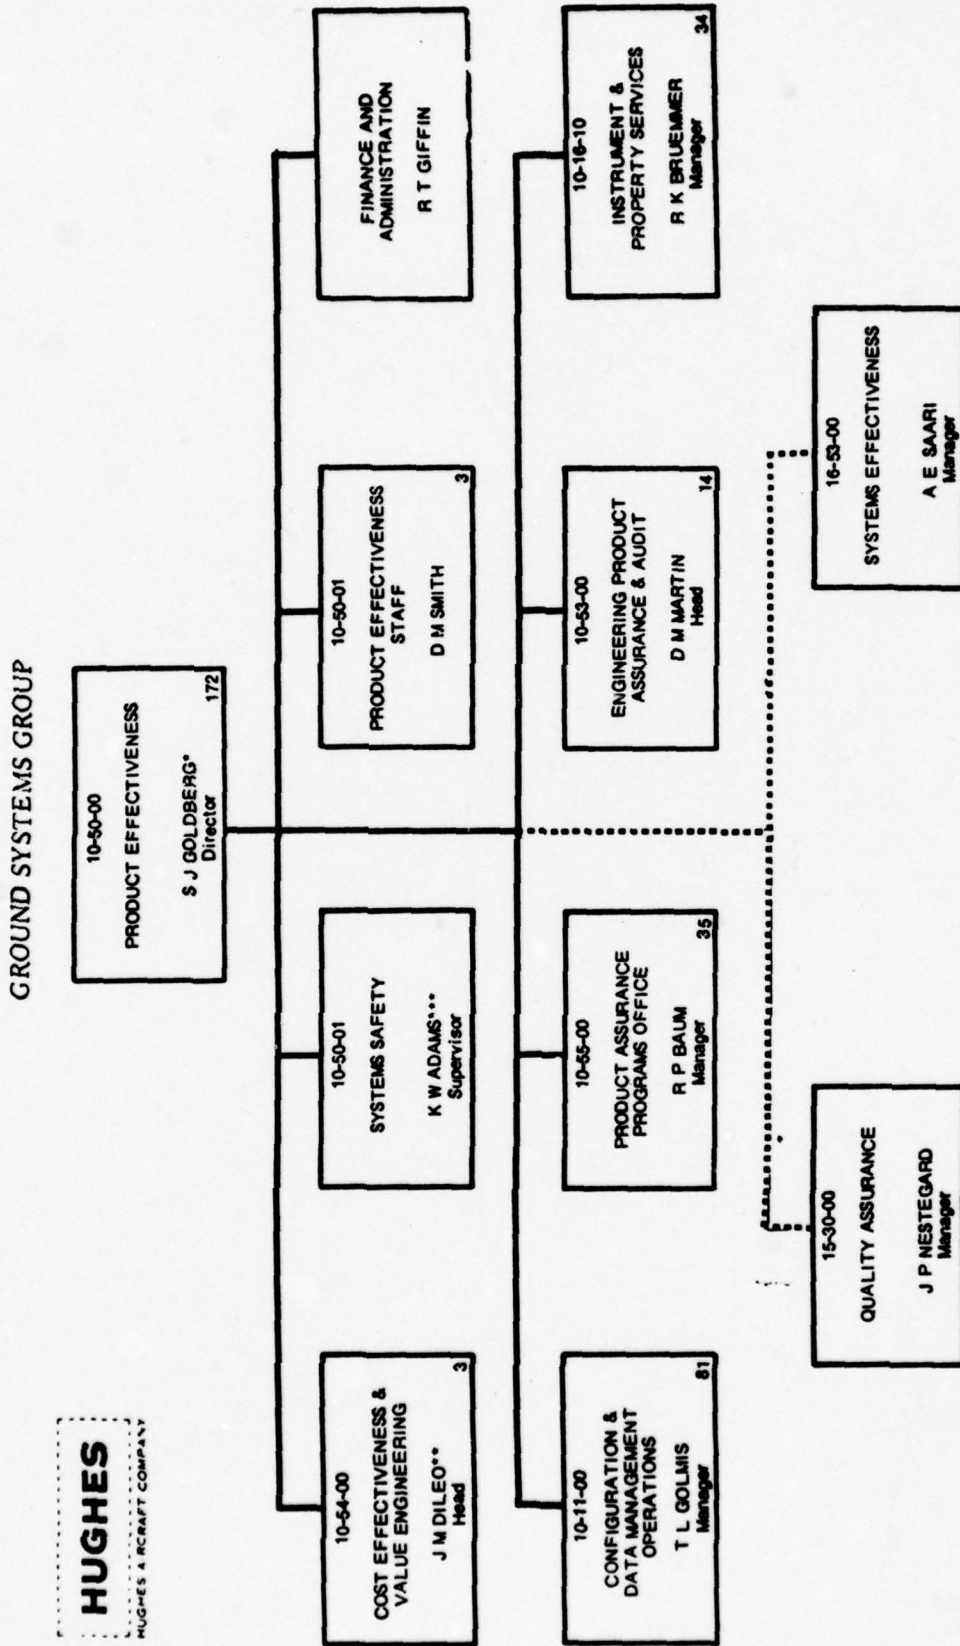 GROUND SYSTEMS GROUP
HUGHES
HUGHES AIRCRAFT COMPANY
10-50-00
PRODUCT EFFECTIVENESS
S J GOLDBERG*
Director
172
10-54-00
COST EFFECTIVENESS &
VALUE ENGINEERING
J M DILEO**
Head
3
10-50-01
SYSTEMS SAFETY
K W ADAMS***
Supervisor
10-50-01
PRODUCT EFFECTIVENESS
STAFF
D M SMITH
3
FINANCE AND
ADMINISTRATION
R T GIFFIN
10-11-00
CONFIGURATION &
DATA MANAGEMENT
OPERATIONS
T L GOLMIS
Manager
81
10-55-00
PRODUCT ASSURANCE
PROGRAMS OFFICE
R P BAUM
Manager
35
10-53-00
ENGINEERING PRODUCT
ASSURANCE & AUDIT
D M MARTIN
Head
14
10-16-10
INSTRUMENT &
PROPERTY SERVICES
R K BRUEMMER
Manager
34
15-30-00
QUALITY ASSURANCE
J P NESTEGARD
Manager
16-53-00
SYSTEMS EFFECTIVENESS
A E SAARI
Manager